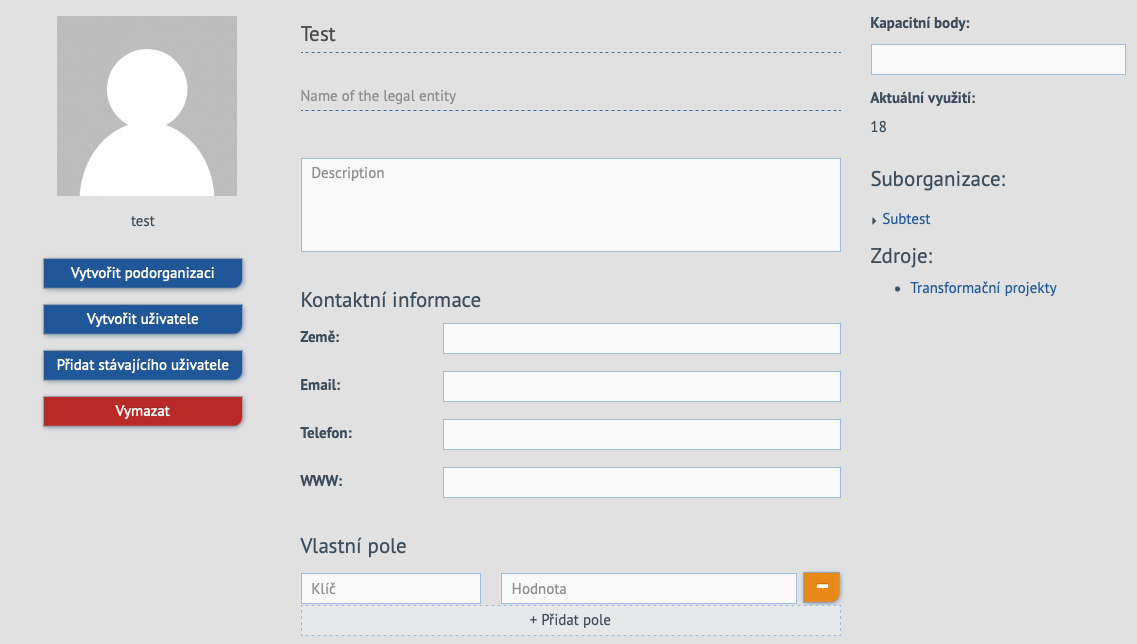 test
Vytvořit podorganizaci
Vytvořit uživatele
Přidat stávajícího uživatele
Vymazat
Test
Name of the legal entity
Description
Kontaktní informace
Země:
Email:
Telefon:
WWW:
Vlastní pole
Klíč
Hodnota
+ Přidat pole
Kapacitní body:
Aktuální využití:
18
Suborganizace:
Subtest
Zdroje:
Transformační projekty